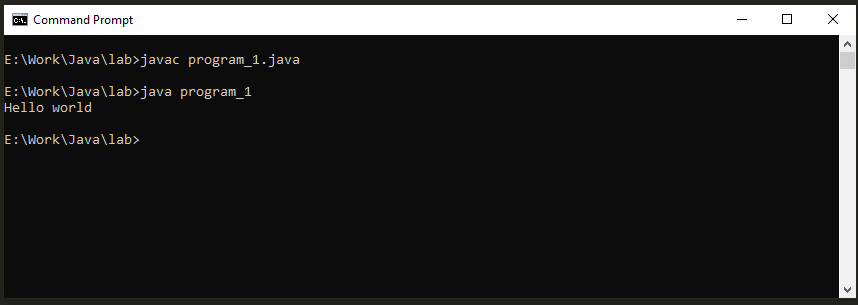 Command Prompt
E:\Work\Java\lab>javac program_1.java
E:\Work\Java\lab>java program_1
Hello world
E:\Work\Java\lab>